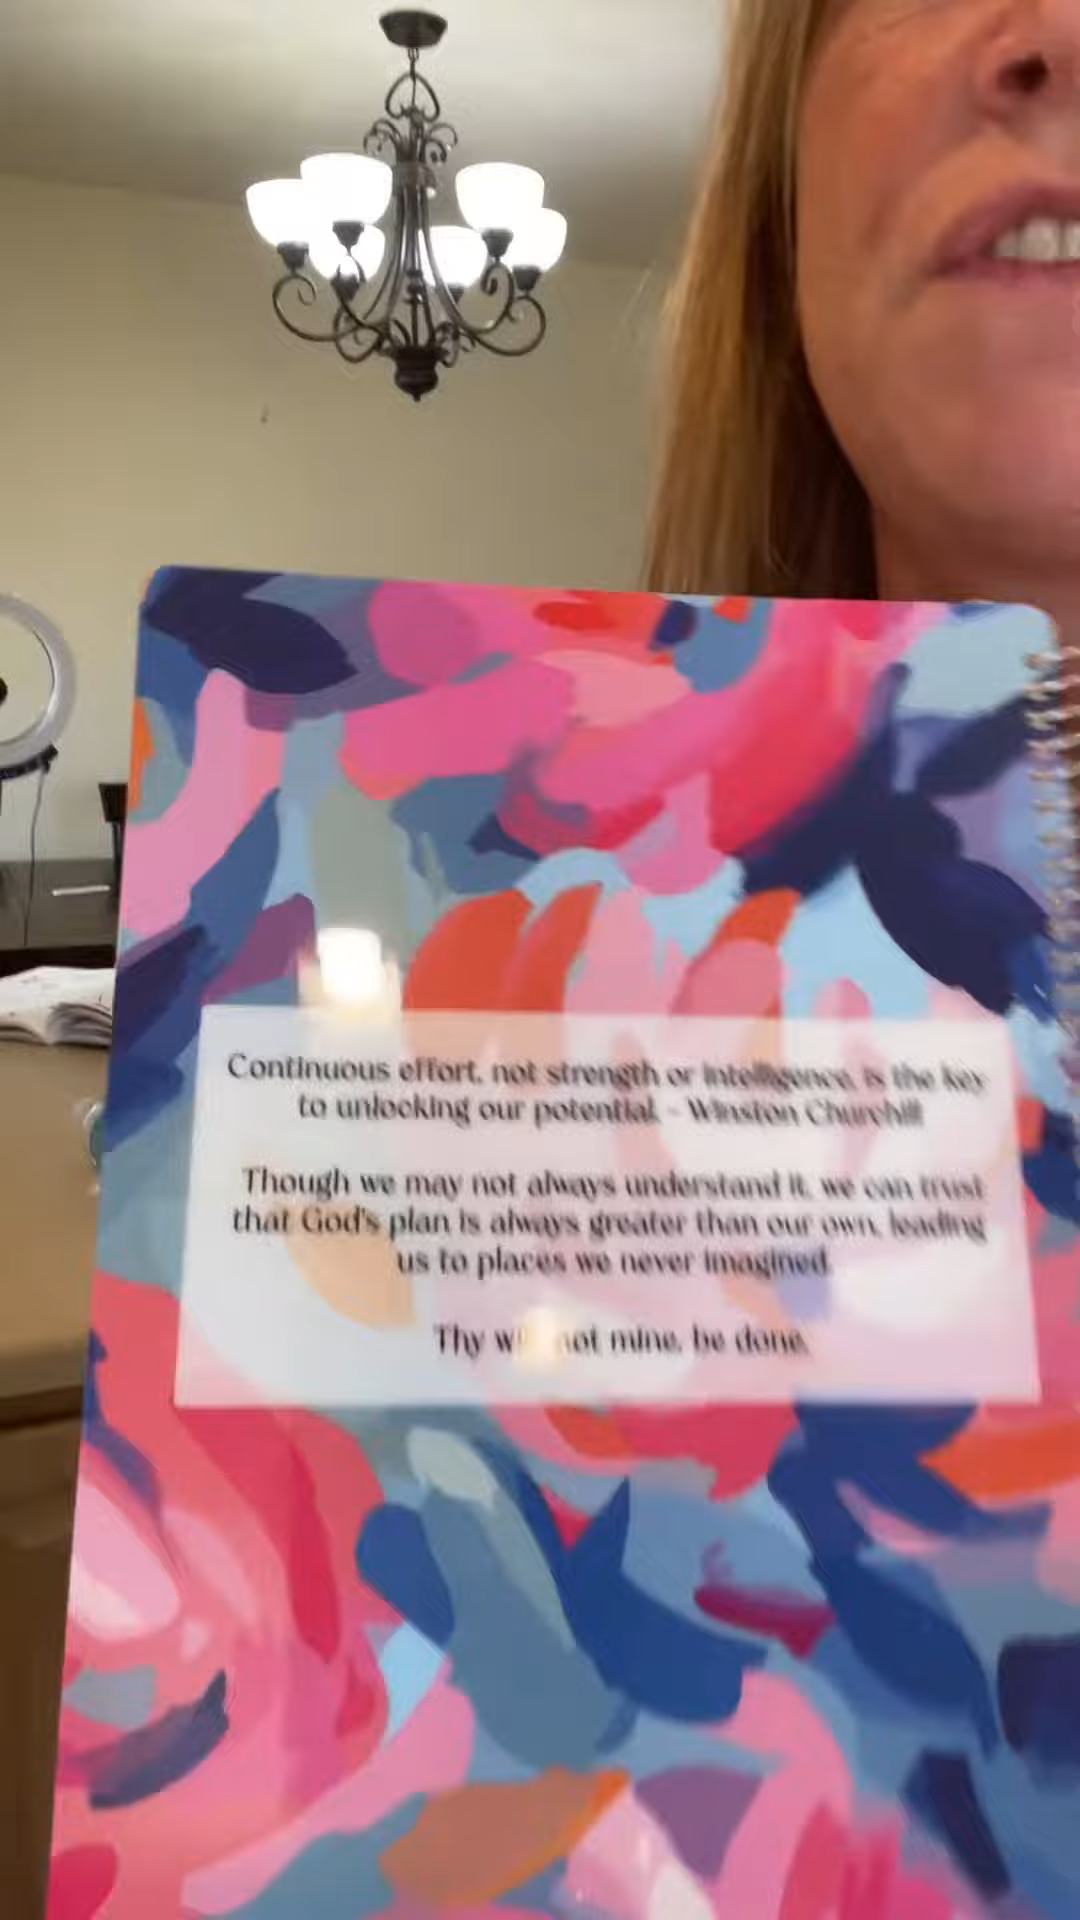 Continuous effort, not strength or intelligence, is the key
to unlocking our potential. - Winston Churchill
Though we may not always understand it, we can trust
that God's plan is always greater than our own, leading
us to places we never imagined.
Thy not mine, be done.